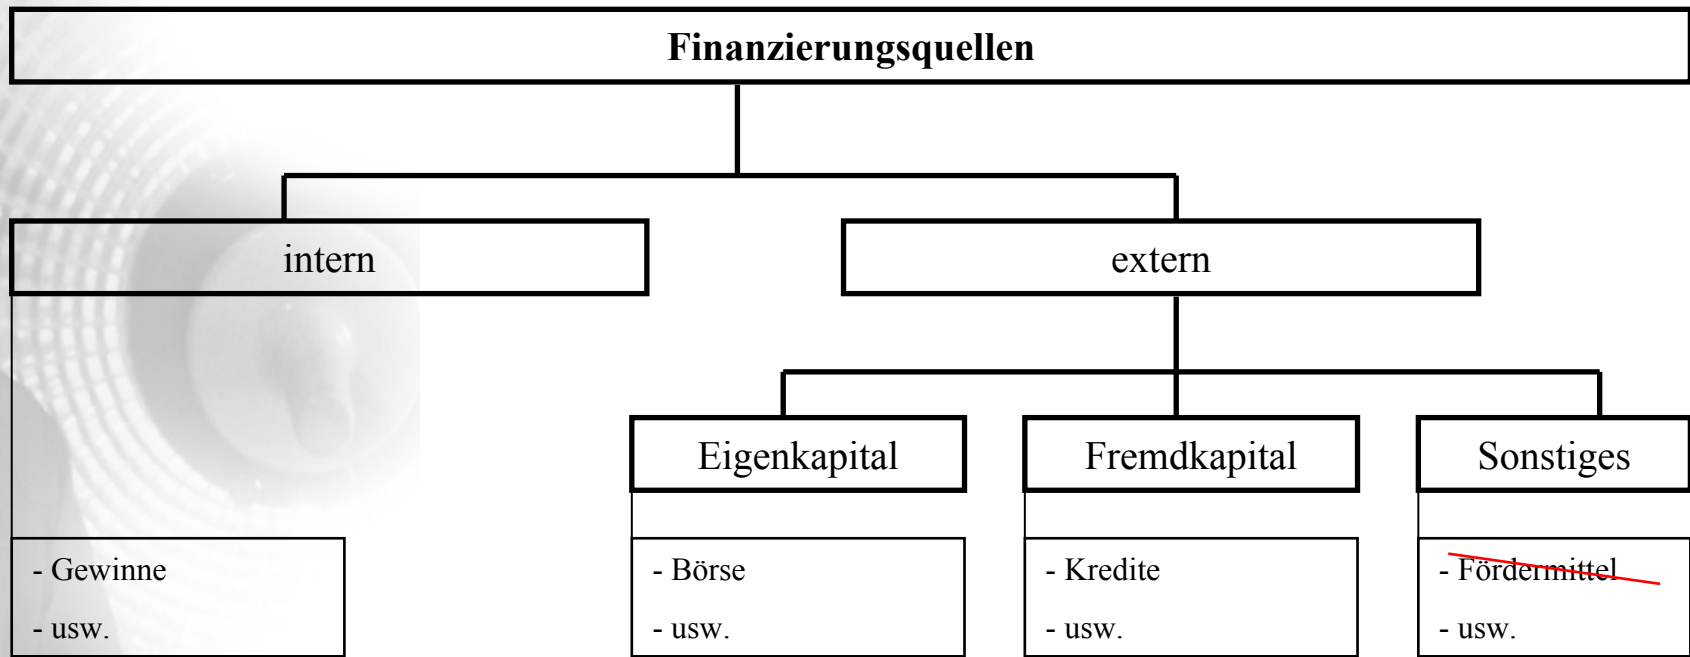 Finanzierungsquellen
intern
extern
Eigenkapital
Fremdkapital
Sonstiges
- Gewinne
- usw.
- Börse
- usw.
- Kredite
- usw.
- Fördermittel
- usw.